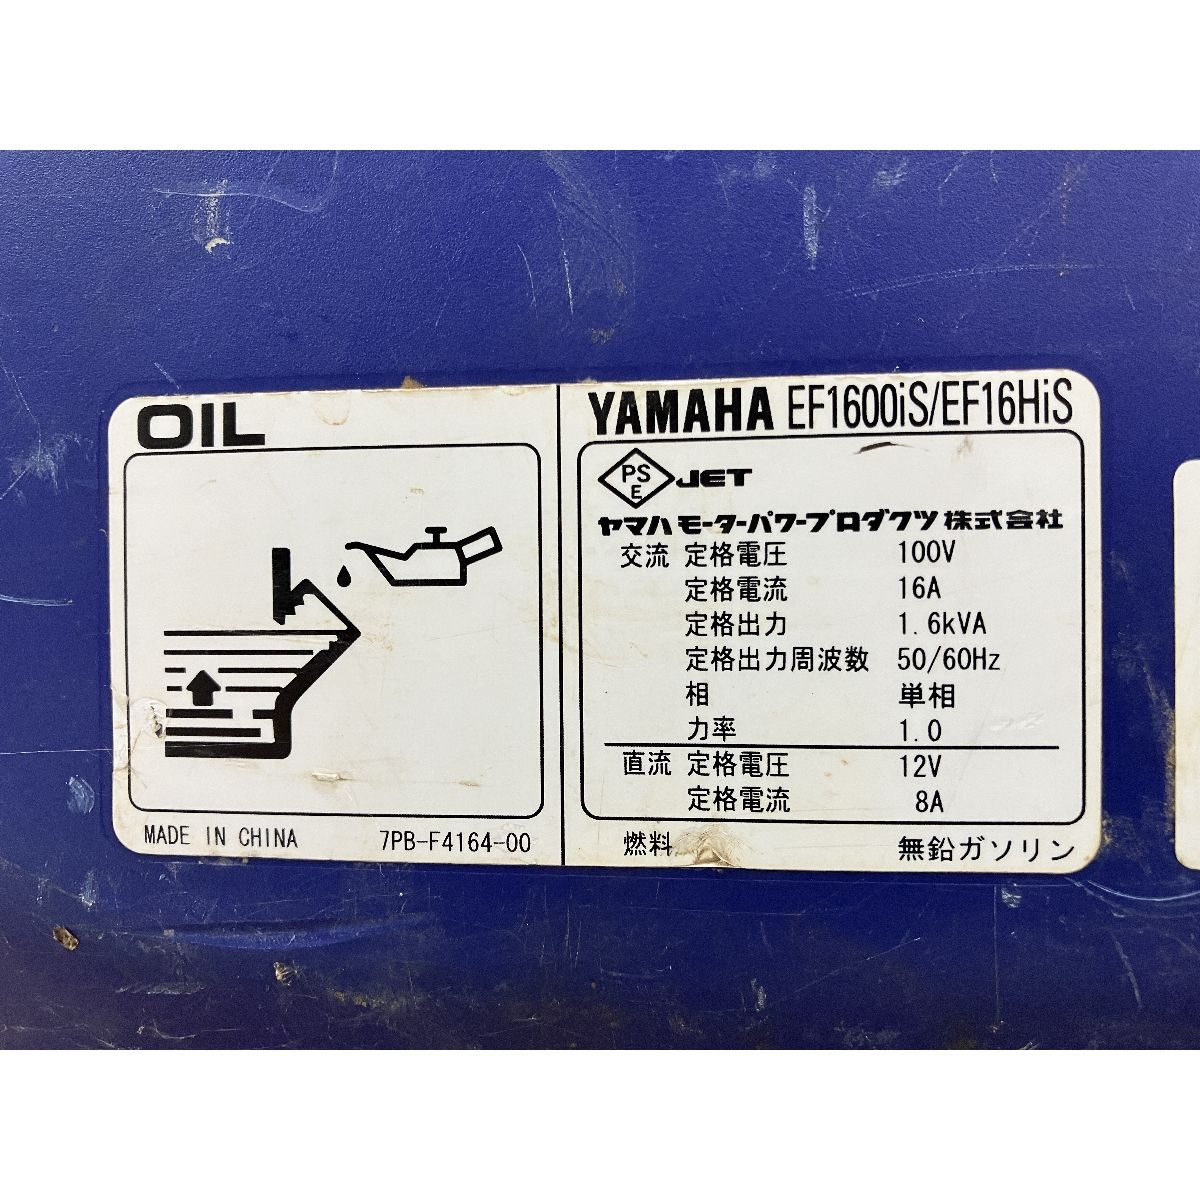 OIL
MADE IN CHINA 7PB-F4164-00
YAMAHA EF1600iS/EF16HiS
PSE JET
ヤマハモーターパワープロダクツ株式会社
交流 定格電圧 100V
定格電流 16A
定格出力 1.6kVA
定格出力周波数 50/60Hz
相 単相
力率 1.0
直流 定格電圧 12V
定格電流 8A
燃料 無鉛ガソリン